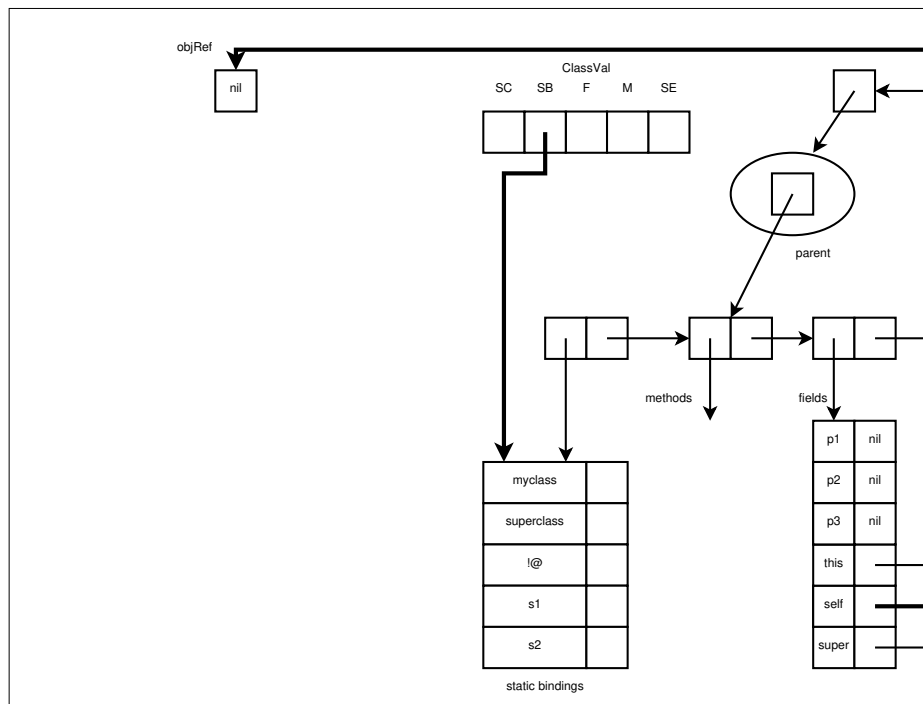 objRef
nil
ClassVal
SC SB F M SE
parent
methods
fields
p1 nil
p2 nil
p3 nil
this
self
super
myclass
superclass
!@
s1
s2
static bindings